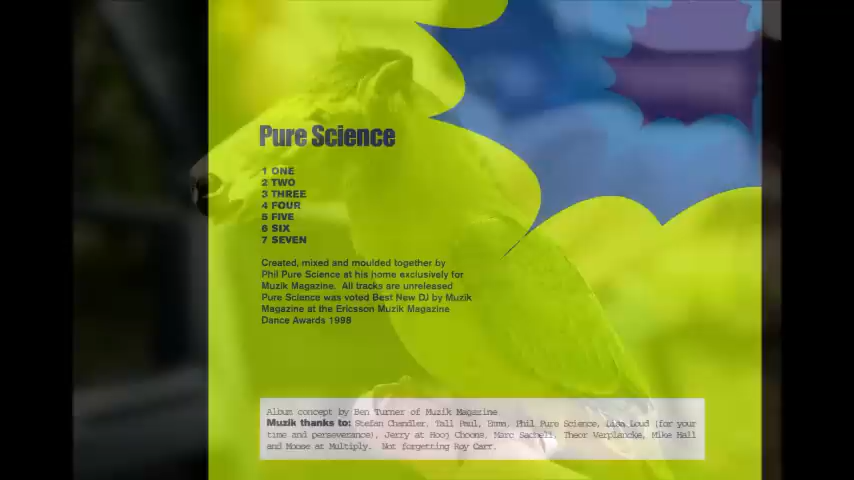 Pure Science
1 ONE
2 TWO
3 THREE
4 FOUR
5 FIVE
6 SIX
7 SEVEN
Created, mixed and moulded together by
Phil Pure Science at his home exclusively for
Muzik Magazine. All tracks are unreleased
Pure Science was voted Best New DJ by Muzik
Magazine at the Ericsson Muzik Magazine
Dance Awards 1998
Album concept by Ben Turner of Muzik Magazine
Muzik thanks to: Stefan Chandler, Tall Paul, Emma, Phil Pure Science, Lisa Loud (for your
time and perseverance), Jerry at Hooj Choons, Marc Sacheli, Theor Verplancke, Mike Hall
and Moose at Multiply. Not forgetting Roy Carr.